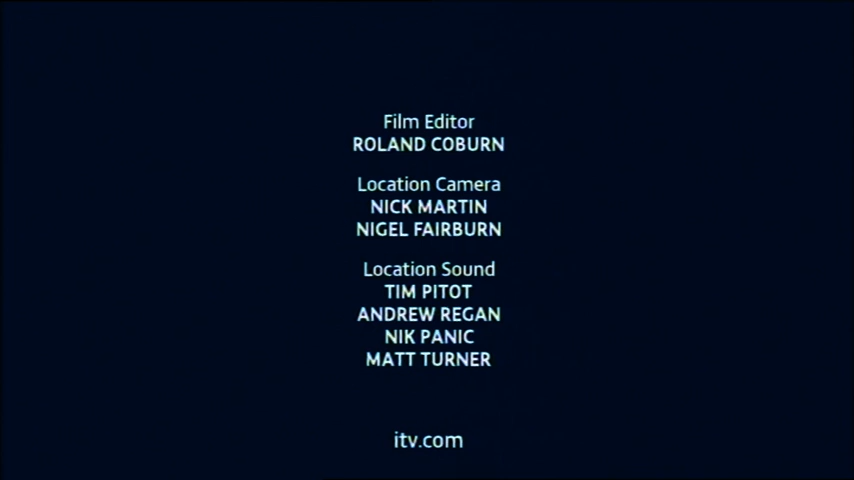 Film Editor
ROLAND COBURN
Location Camera
NICK MARTIN
NIGEL FAIRBURN
Location Sound
TIM PITOT
ANDREW REGAN
NIK PANIC
MATT TURNER
itv.com